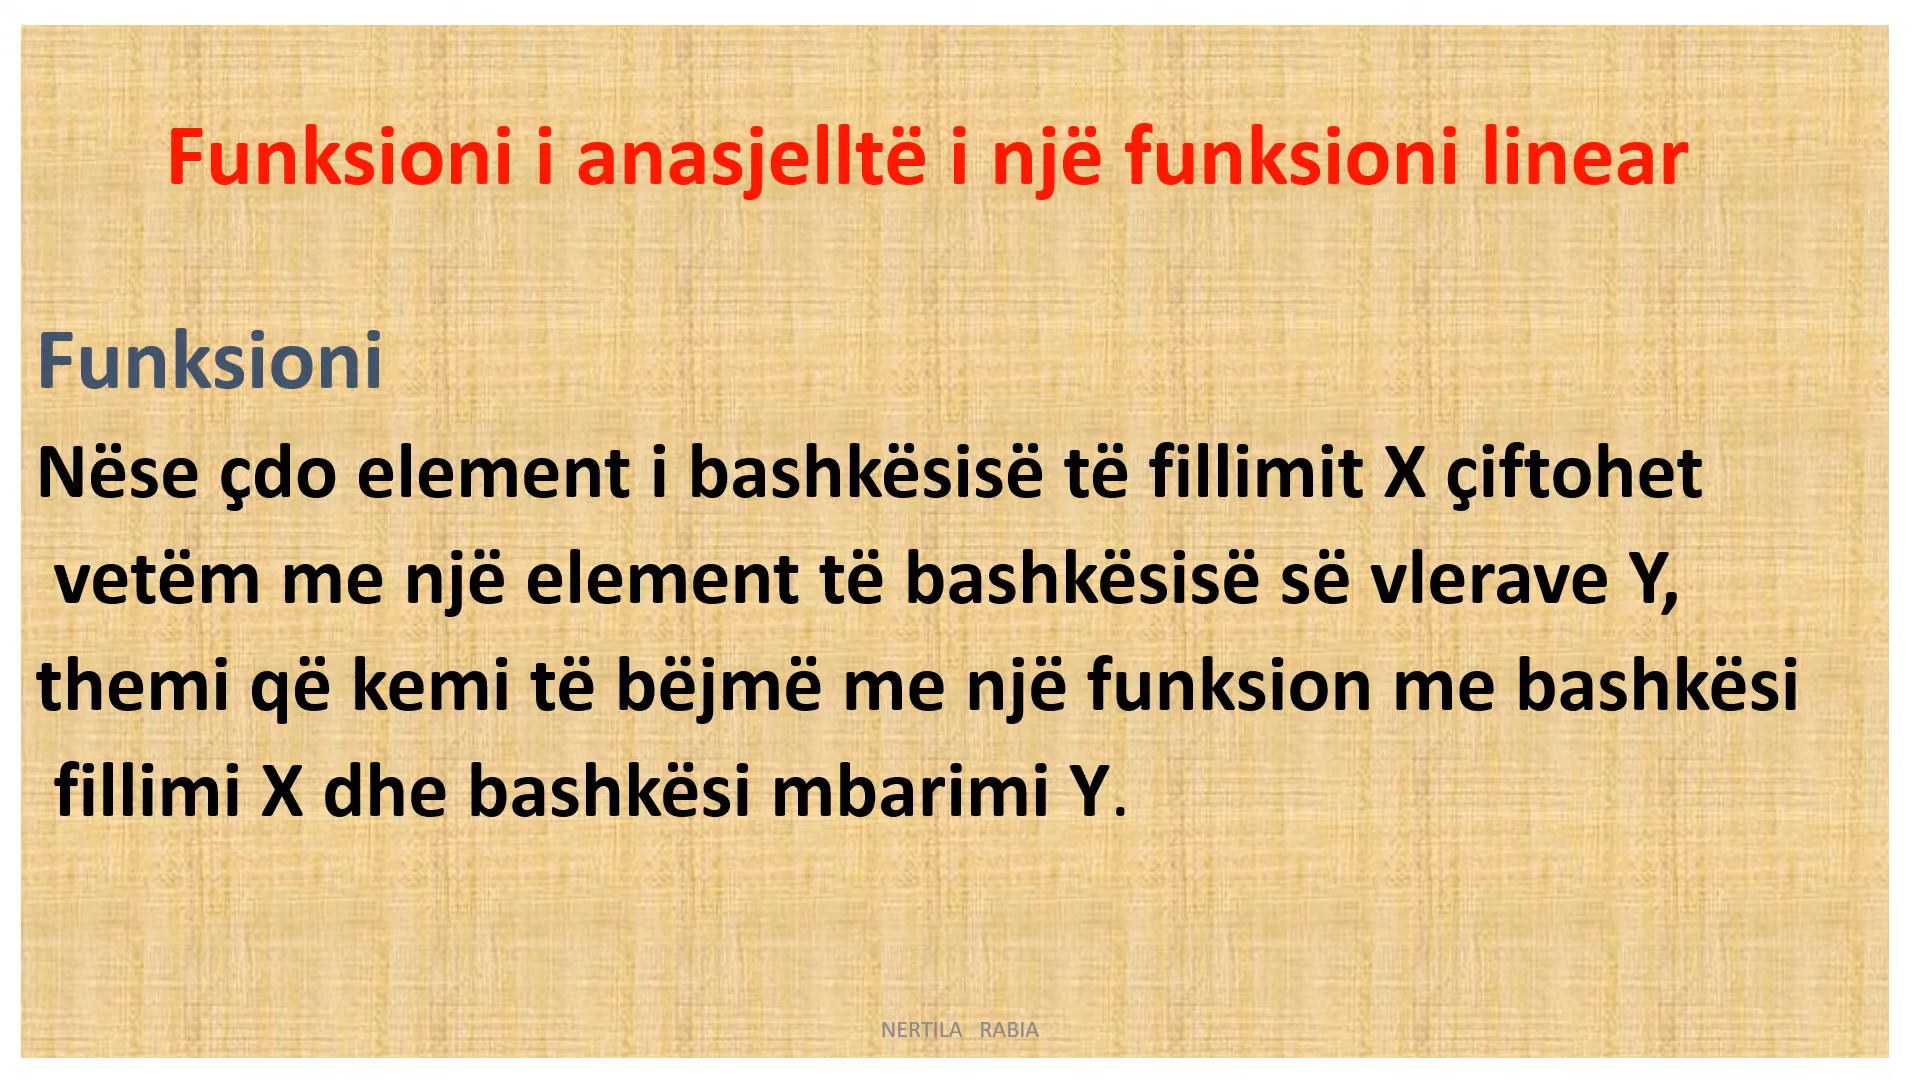 Funksioni i anasjelltë i një funksioni linear
Funksioni
Nëse çdo element i bashkësisë të fillimit X çiftohet
vetëm me një element të bashkësisë së vlerave Y,
themi që kemi të bëjmë me një funksion me bashkësi
fillimi X dhe bashkësi mbarimi Y.
NERTILA RABIA